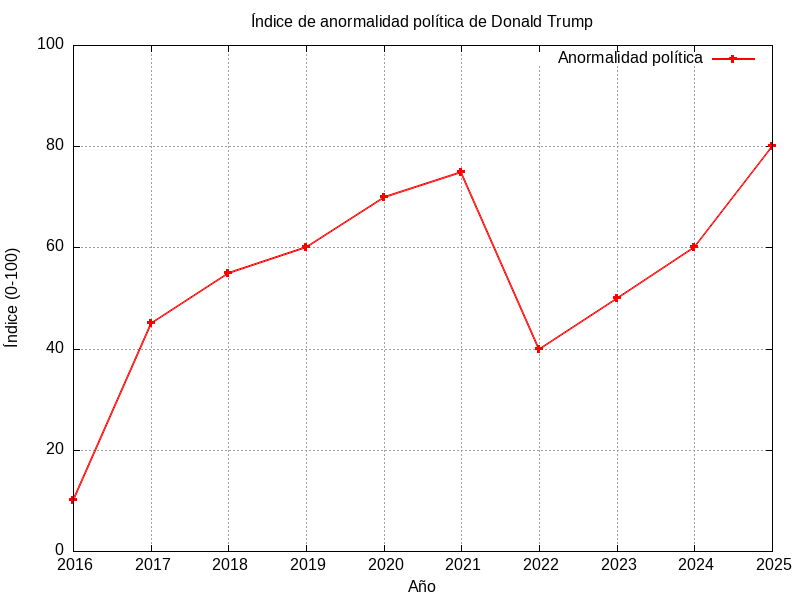 Índice de anormalidad política de Donald Trump
100
Anormalidad política
80
60
Índice (0-100)
40
20
0
2016 2017 2018 2019 2020 2021 2022 2023 2024 2025
Año